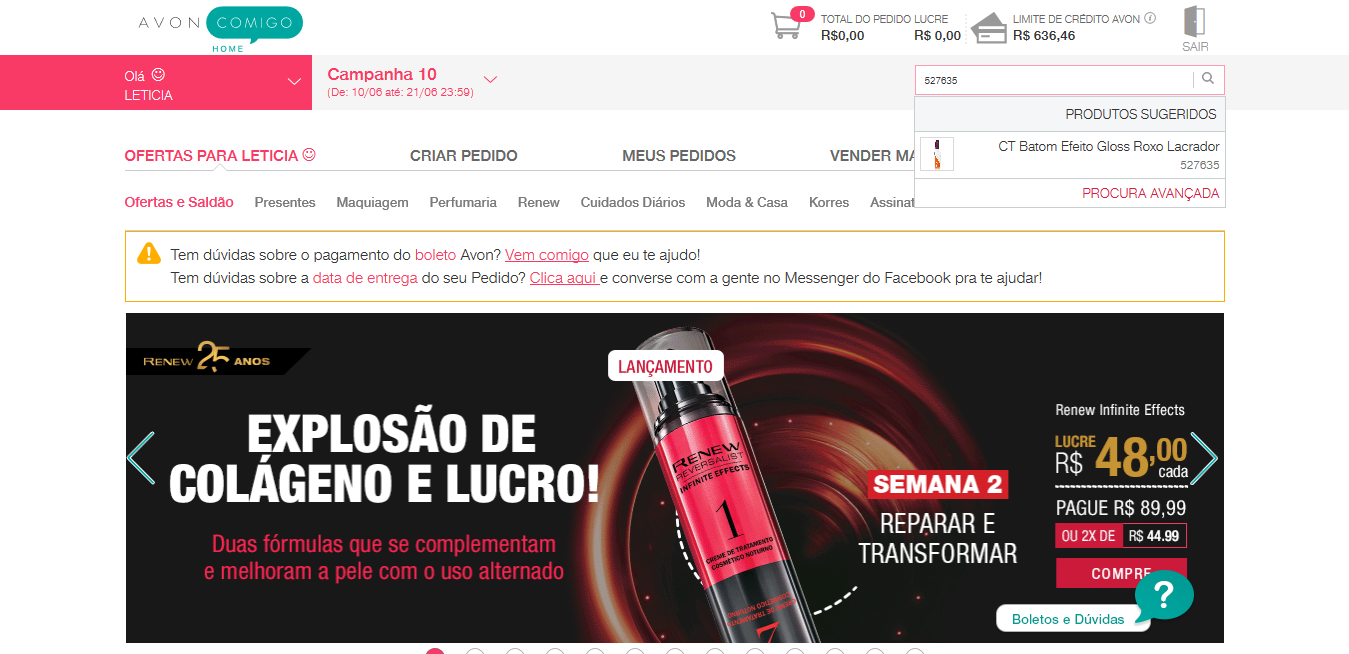 AVON COMIGO
HOME
0
TOTAL DO PEDIDO LUCRE
R$0,00 R$ 0,00
LIMITE DE CRÉDITO AVON
R$ 636,46
SAIR
Olá
LETICIA
Campanha 10
(De: 10/06 até: 21/06 23:59)
527635
PRODUTOS SUGERIDOS
CT Batom Efeito Gloss Roxo Lacrador
527635
PROCURA AVANÇADA
OFERTAS PARA LETICIA CRIAR PEDIDO MEUS PEDIDOS VENDER MA
Ofertas e Saldão Presentes Maquiagem Perfumaria Renew Cuidados Diários Moda & Casa Korres Assinat
Tem dúvidas sobre o pagamento do boleto Avon? Vem comigo que eu te ajudo!
Tem dúvidas sobre a data de entrega do seu Pedido? Clica aqui e converse com a gente no Messenger do Facebook pra te ajudar!
RENEW 25 ANOS
LANÇAMENTO
EXPLOSÃO DE
COLÁGENO E LUCRO!
Duas fórmulas que se complementam
e melhoram a pele com o uso alternado
RENEW
REVERSALIST
INFINITE EFFECTS
1
CREME DE TRATAMENTO
COSMÉTICO NOTURNO
CREME DE TRATAMENTO
COSMÉTICO NOTURNO
SEMANA 2
REPARAR E
TRANSFORMAR
Renew Infinite Effects
LUCRE
R$ 48,00
cada
PAGUE R$ 89,99
OU 2X DE R$ 44.99
COMPRE
?
Boletos e Dúvidas